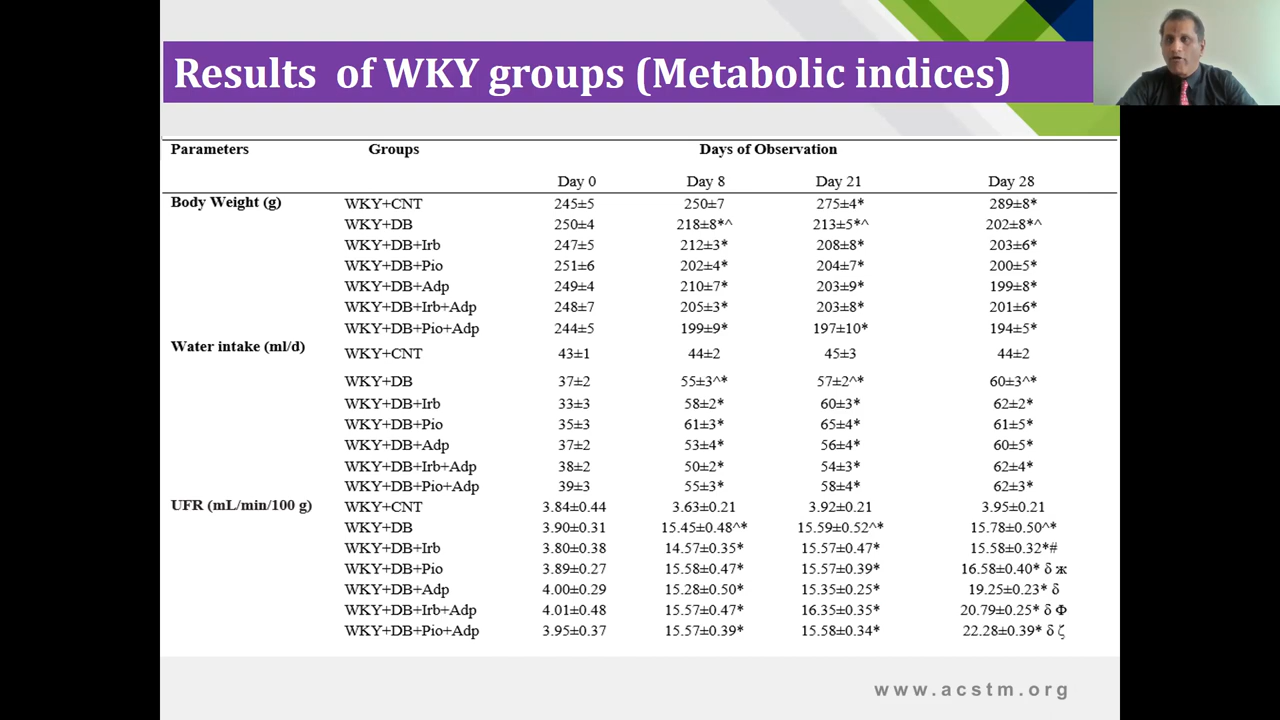 Results of WKY groups (Metabolic indices)
Parameters Groups Days of Observation
Day 0 Day 8 Day 21 Day 28
Body Weight (g) WKY+CNT 245±5 250±7 275±4* 289±8*
WKY+DB 250±4 218±8*^ 213±5*^ 202±8*^
WKY+DB+Irb 247±5 212±3* 208±8* 203±6*
WKY+DB+Pio 251±6 202±4* 204±7* 200±5*
WKY+DB+Adp 249±4 210±7* 203±9* 199±8*
WKY+DB+Irb+Adp 248±7 205±3* 203±8* 201±6*
WKY+DB+Pio+Adp 244±5 199±9* 197±10* 194±5*
Water intake (ml/d) WKY+CNT 43±1 44±2 45±3 44±2
WKY+DB 37±2 55±3^* 57±2^* 60±3^*
WKY+DB+Irb 33±3 58±2* 60±3* 62±2*
WKY+DB+Pio 35±3 61±3* 65±4* 61±5*
WKY+DB+Adp 37±2 53±4* 56±4* 60±5*
WKY+DB+Irb+Adp 38±2 50±2* 54±3* 62±4*
WKY+DB+Pio+Adp 39±3 55±3* 58±4* 62±3*
UFR (mL/min/100 g) WKY+CNT 3.84±0.44 3.63±0.21 3.92±0.21 3.95±0.21
WKY+DB 3.90±0.31 15.45±0.48^* 15.59±0.52^* 15.78±0.50^*
WKY+DB+Irb 3.80±0.38 14.57±0.35* 15.57±0.47* 15.58±0.32*#
WKY+DB+Pio 3.89±0.27 15.58±0.47* 15.57±0.39* 16.58±0.40* δ ж
WKY+DB+Adp 4.00±0.29 15.28±0.50* 15.35±0.25* 19.25±0.23* δ
WKY+DB+Irb+Adp 4.01±0.48 15.57±0.47* 16.35±0.35* 20.79±0.25* δ Φ
WKY+DB+Pio+Adp 3.95±0.37 15.57±0.39* 15.58±0.34* 22.28±0.39* δ ζ
www.acstm.org